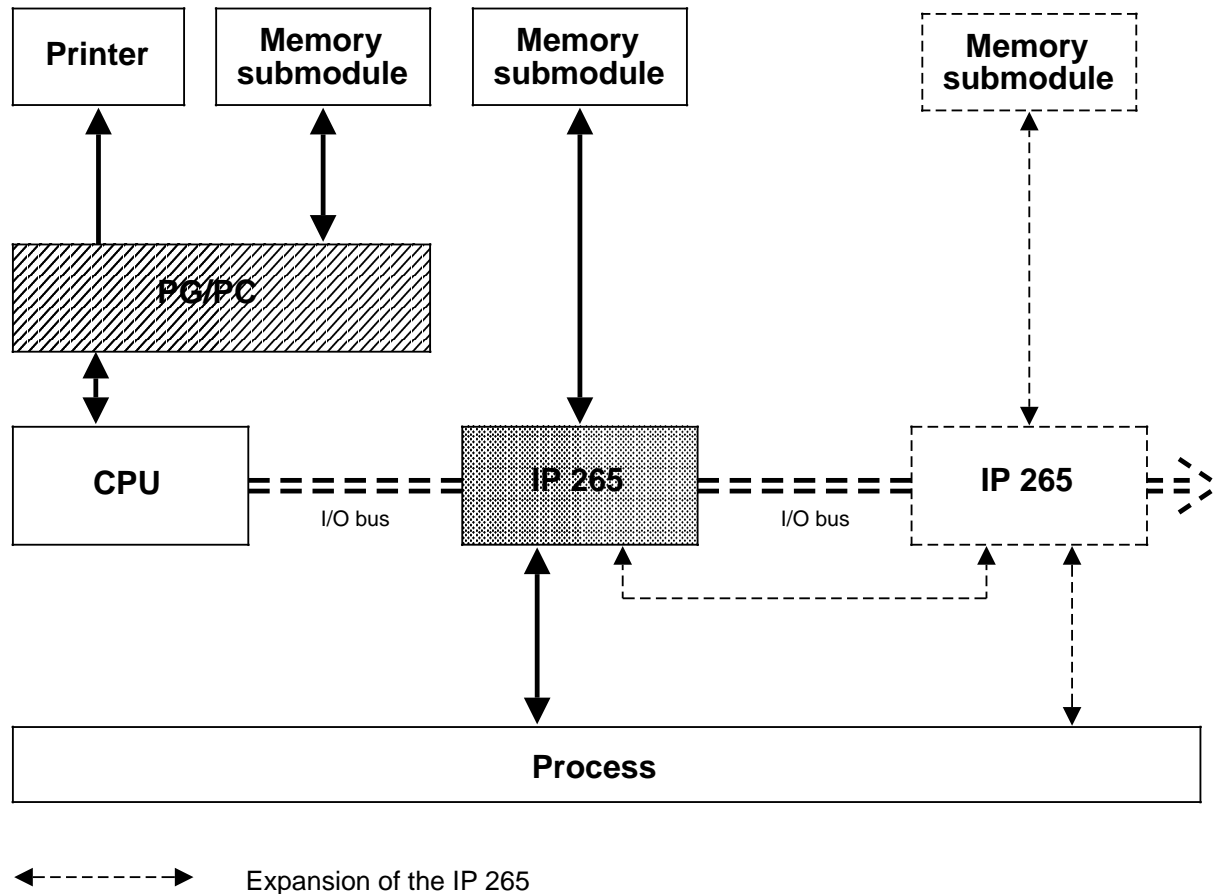 Printer
Memory
submodule
Memory
submodule
Memory
submodule
PG/PC
CPU
IP 265
IP 265
I/O bus
I/O bus
Process
Expansion of the IP 265